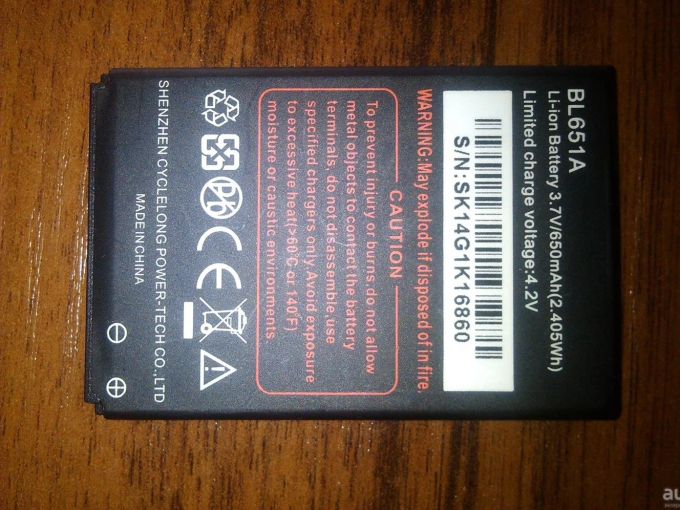 BL651A
Li-ion Battery 3.7V/650mAh(2.405Wh)
Limited charge voltage:4.2V
S/N:SK14G1K16860
WARNING:May explode if disposed of in fire.
CAUTION
To prevent injury or burns,do not allow
metal objects to contact the battery
terminals, do not disassemble,use
specified chargers only Avoid exposure
to excessive heat(>60°C or 140°F)
moisture or caustic environments
Pb
CE
SHENZHEN CYCLELONG POWER-TECH CO.,LTD
MADE IN CHINA